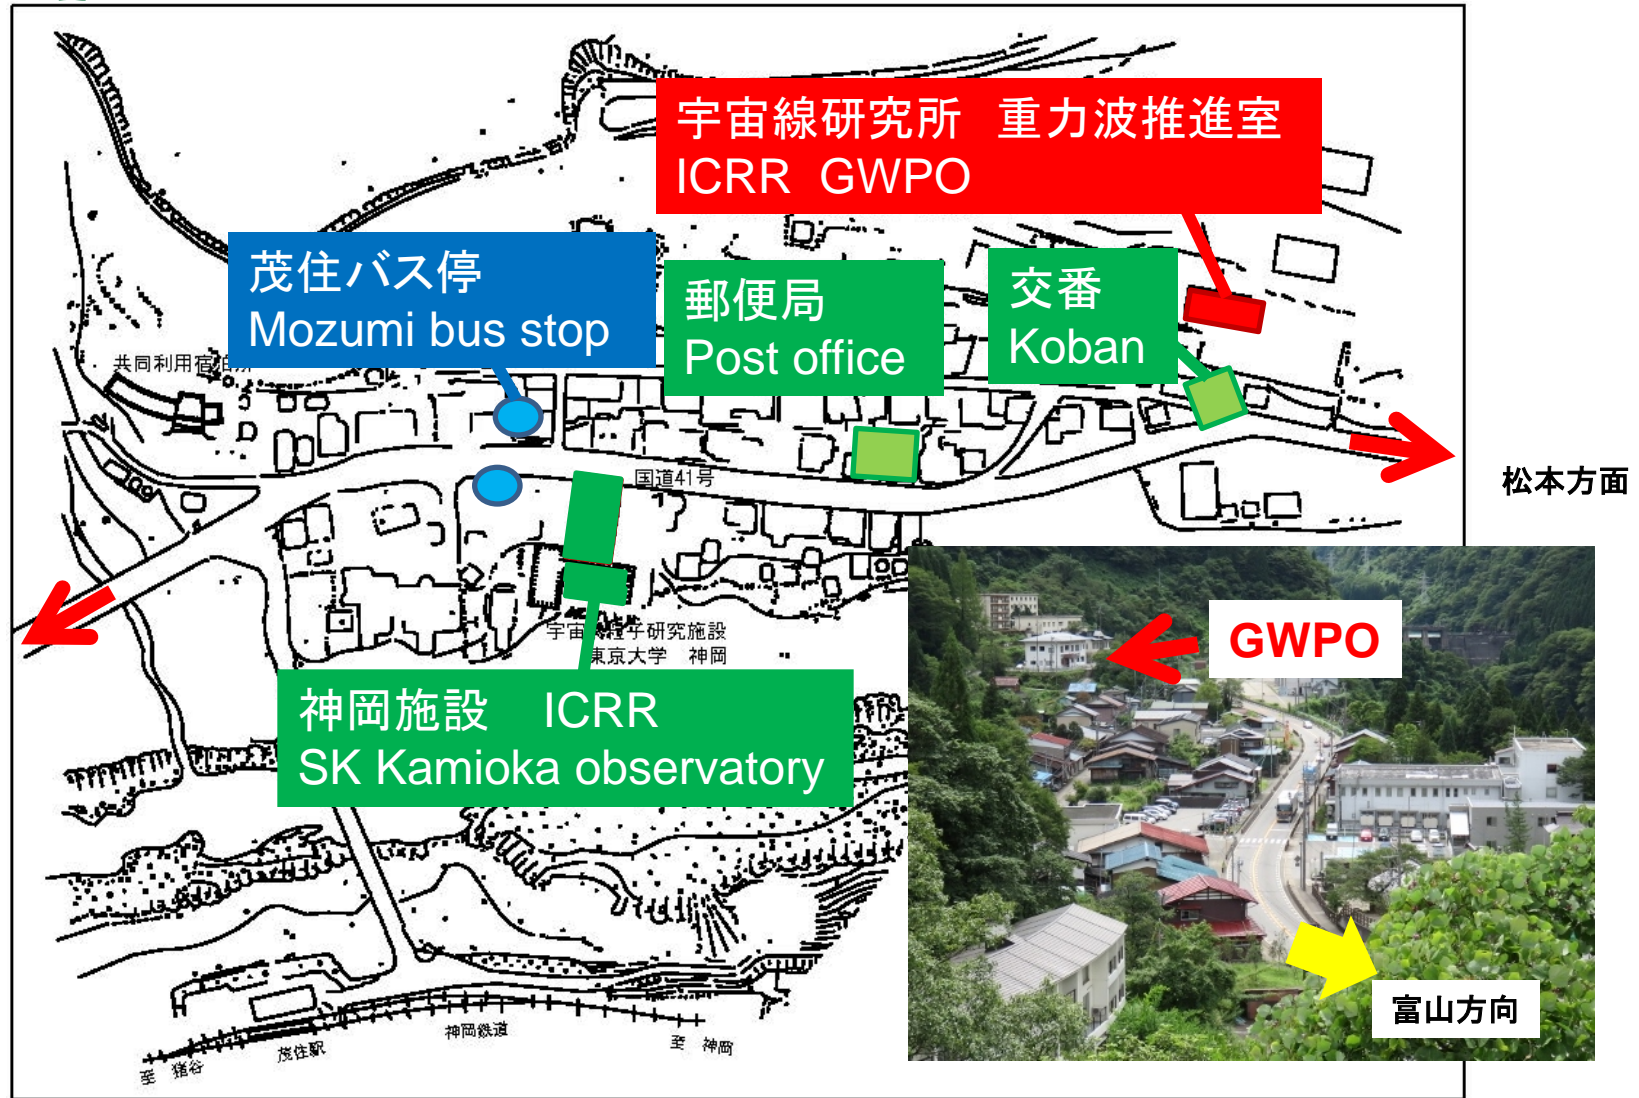 宇宙線研究所　重力波推進室
ICRR GWPO
茂住バス停
Mozumi bus stop
郵便局
Post office
交番
Koban
共同利用宿泊所
国道41号
松本方面
宇宙線粒子研究施設
東京大学　神岡
GWPO
神岡施設　ICRR
SK Kamioka observatory
富山方向
神岡鉄道
茂住駅
至　猪谷
至　神岡